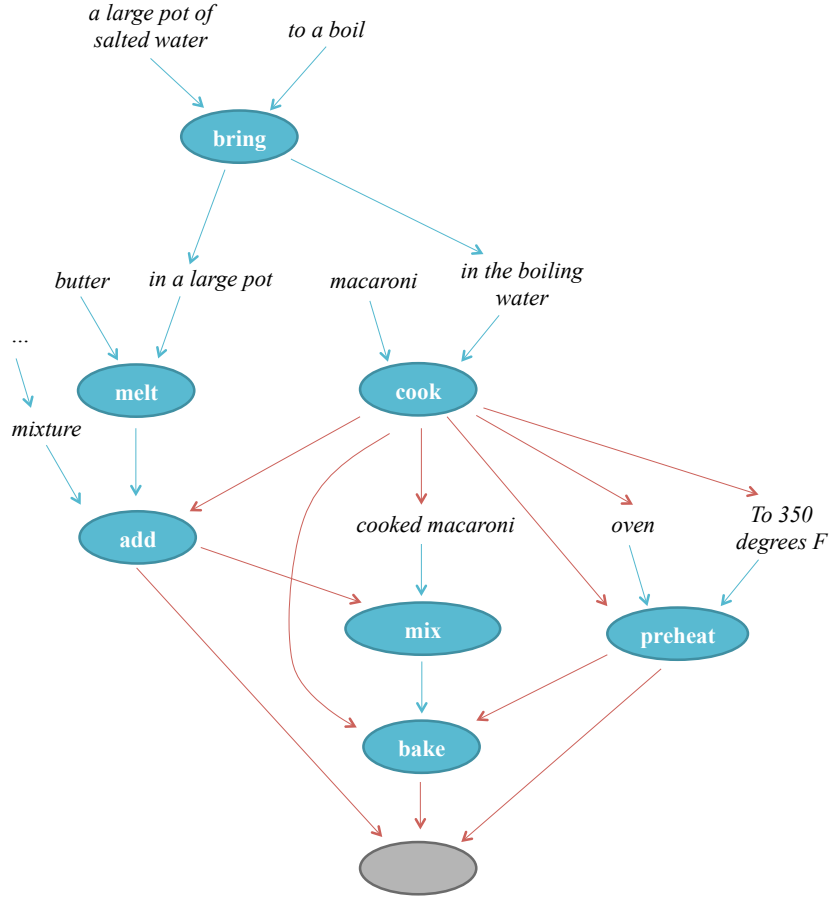 a large pot of
salted water
to a boil
bring
butter
in a large pot
macaroni
in the boiling
water
...
melt
cook
mixture
add
cooked macaroni
oven
To 350
degrees F
mix
preheat
bake